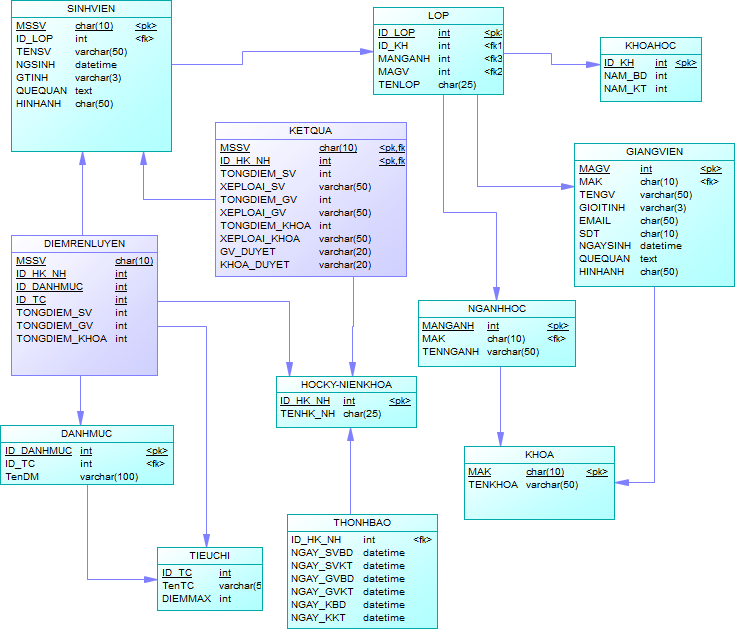 SINHVIEN
MSSV char(10) <pk>
ID_LOP int <fk>
TENSV varchar(50)
NGSINH datetime
GTINH varchar(3)
QUEQUAN text
HINHANH char(50)
LOP
ID_LOP int <pk>
ID_KH int <fk1
MANGANH int <fk3
MAGV int <fk2
TENLOP char(25)
KHOAHOC
ID_KH int <pk>
NAM_BD int
NAM_KT int
KETQUA
MSSV char(10) <pk,fk
ID_HK_NH int <pk,fk
TONGDIEM_SV int
XEPLOAI_SV varchar(50)
TONGDIEM_GV int
XEPLOAI_GV varchar(50)
TONGDIEM_KHOA int
XEPLOAI_KHOA varchar(50)
GV_DUYET varchar(20)
KHOA_DUYET varchar(20)
GIANGVIEN
MAGV int <pk>
MAK char(10) <fk>
TENGV varchar(50)
GIOITINH varchar(3)
EMAIL char(50)
SDT char(10)
NGAYSINH datetime
QUEQUAN text
HINHANH char(50)
DIEMRENLUYEN
MSSV char(10)
ID_HK_NH int
ID_DANHMUC int
ID_TC int
TONGDIEM_SV int
TONGDIEM_GV int
TONGDIEM_KHOA int
NGANHHOC
MANGANH int <pk>
MAK char(10) <fk>
TENNGANH varchar(50)
HOCKY-NIENKHOA
ID_HK_NH int <pk>
TENHK_NH char(25)
DANHMUC
ID_DANHMUC int <pk>
ID_TC int <fk>
TenDM varchar(100)
KHOA
MAK char(10) <pk>
TENKHOA varchar(50)
THONHBAO
ID_HK_NH int <fk>
NGAY_SVBD datetime
NGAY_SVKT datetime
NGAY_GVBD datetime
NGAY_GVKT datetime
NGAY_KBD datetime
NGAY_KKT datetime
TIEUCHI
ID_TC int
TenTC varchar(5
DIEMMAX int